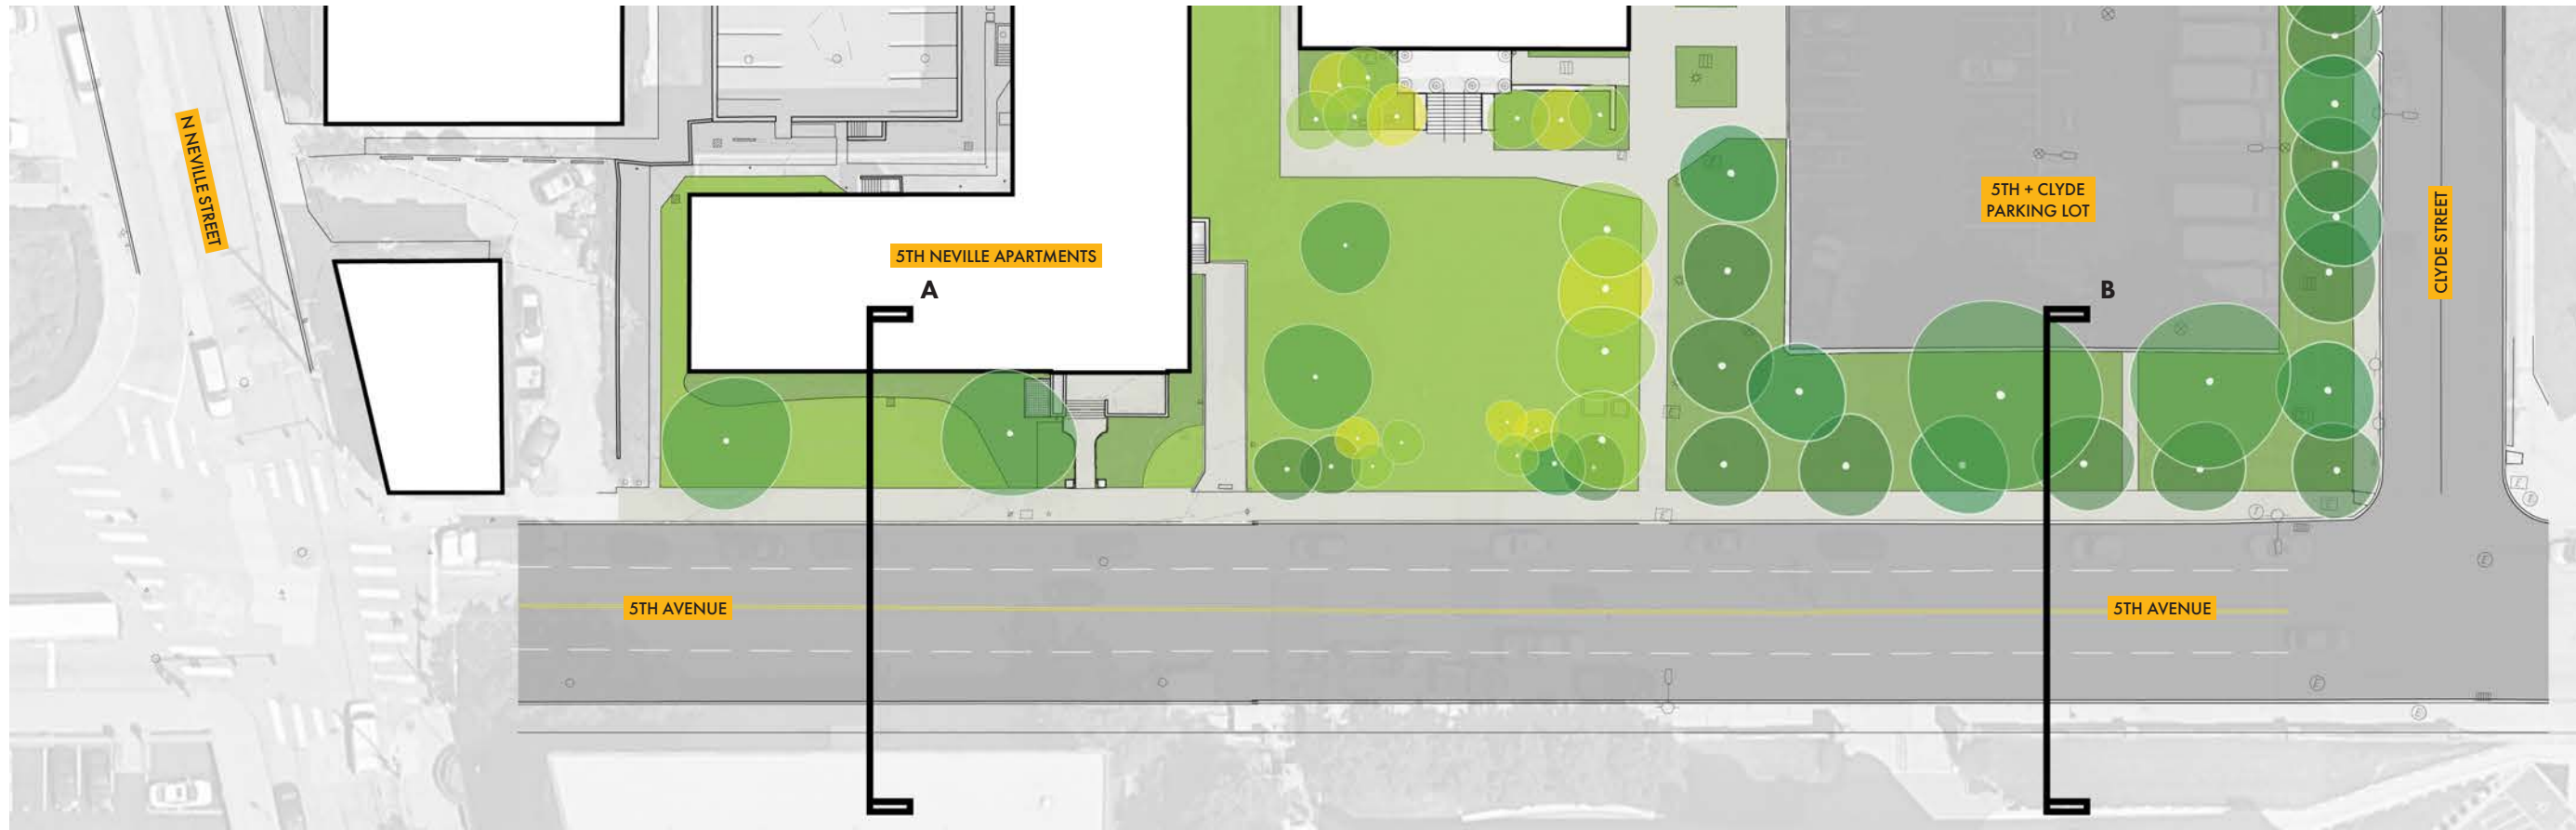 N NEVILLE STREET
5TH NEVILLE APARTMENTS
A
5TH + CLYDE
PARKING LOT
B
CLYDE STREET
5TH AVENUE
5TH AVENUE